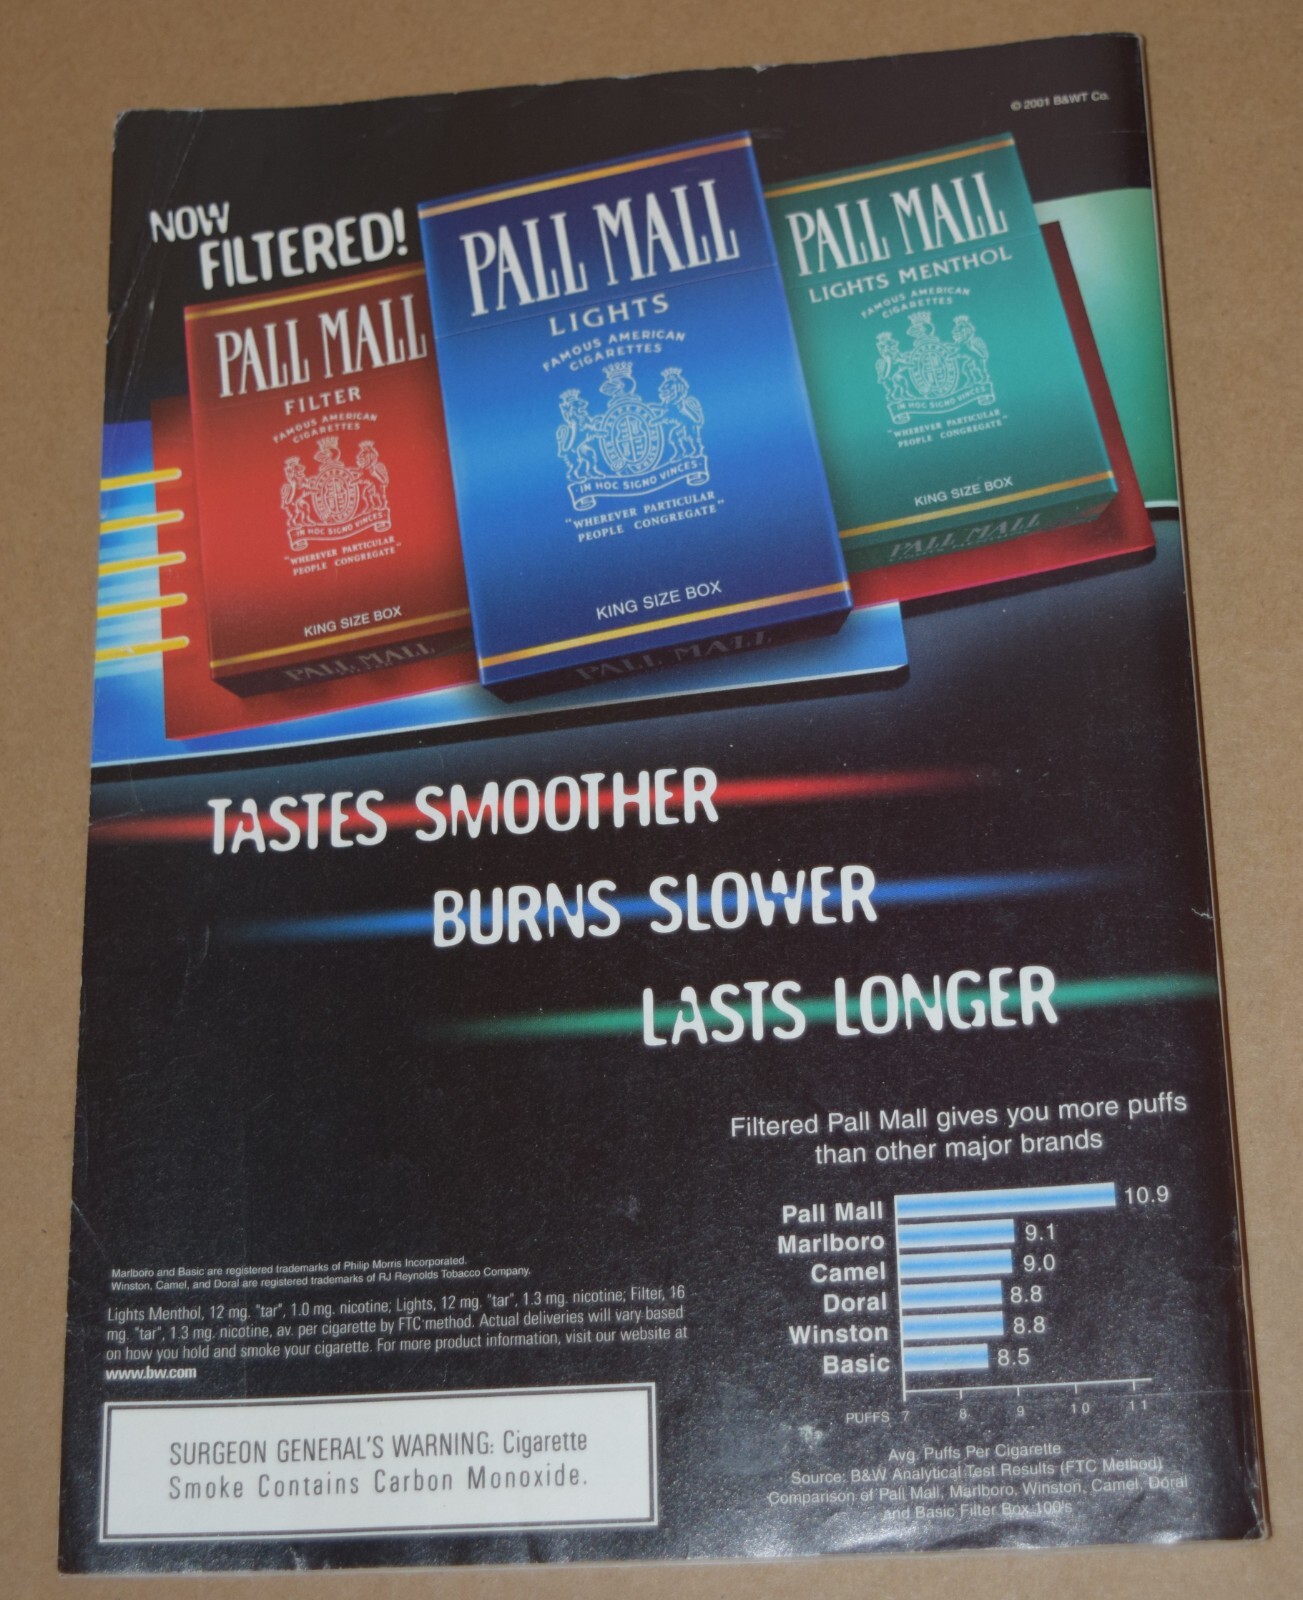 © 2001 B&WT Co.
NOW
FILTERED!
PALL MALL
FILTER
FAMOUS AMERICAN
CIGARETTES
IN HOC SIGNO VINCES
"WHEREVER PARTICULAR
PEOPLE CONGREGATE"
KING SIZE BOX
PALL MALL
PALL MALL
LIGHTS
FAMOUS AMERICAN
CIGARETTES
IN HOC SIGNO VINCES
"WHEREVER PARTICULAR
PEOPLE CONGREGATE"
KING SIZE BOX
PALL MALL
PALL MALL
LIGHTS MENTHOL
FAMOUS AMERICAN
CIGARETTES
IN HOC SIGNO VINCES
"WHEREVER PARTICULAR
PEOPLE CONGREGATE"
KING SIZE BOX
PALL MALL
TASTES SMOOTHER
BURNS SLOWER
LASTS LONGER
Filtered Pall Mall gives you more puffs
than other major brands
Pall Mall 10.9
Marlboro 9.1
Camel 9.0
Doral 8.8
Winston 8.8
Basic 8.5
PUFFS 7 8 9 10 11
Avg. Puffs Per Cigarette
Source: B&W Analytical Test Results (FTC Method)
Comparison of Pall Mall, Marlboro, Winston, Camel, Doral
and Basic Filter Box 100's
Marlboro and Basic are registered trademarks of Philip Morris Incorporated.
Winston, Camel, and Doral are registered trademarks of RJ Reynolds Tobacco Company.
Lights Menthol, 12 mg. "tar", 1.0 mg. nicotine; Lights, 12 mg. "tar", 1.3 mg. nicotine; Filter, 16
mg. "tar", 1.3 mg. nicotine, av. per cigarette by FTC method. Actual deliveries will vary based
on how you hold and smoke your cigarette. For more product information, visit our website at
www.bw.com
SURGEON GENERAL'S WARNING: Cigarette
Smoke Contains Carbon Monoxide.